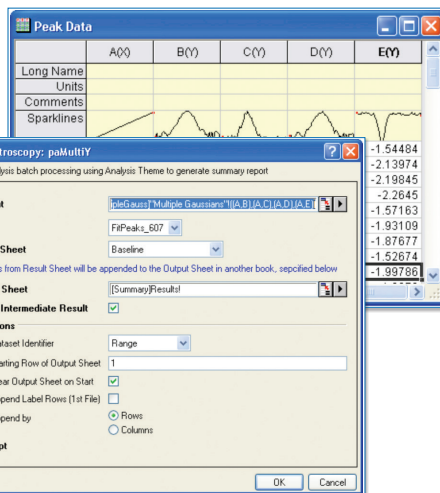 Peak Data
A(X) B(Y) C(Y) D(Y) E(Y)
Long Name
Units
Comments
Sparklines
-1.54484
-2.13974
-2.19845
-2.2645
-1.57163
-1.93109
-1.87677
-1.52674
-1.99786
troscopy: paMultiY
lysis batch processing using Analysis Theme to generate summary report
t
ipleGauss]"Multiple Gaussians"!((A,B),(A,C),(A,D),(A,E)
FitPeaks_607
Sheet Baseline
s from Result Sheet will be appended to the Output Sheet in another book, sepcified below
Sheet [Summary]Results!
Intermediate Result
ons
ataset Identifier Range
arting Row of Output Sheet 1
ear Output Sheet on Start
pend Label Rows (1st File)
pend by Rows
Columns
pt
OK Cancel